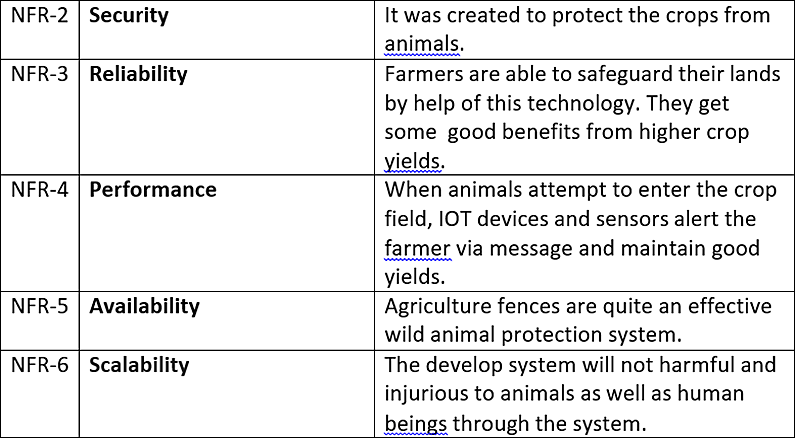 NFR-2 Security It was created to protect the crops from
animals.
NFR-3 Reliability Farmers are able to safeguard their lands
by help of this technology. They get
some  good benefits from higher crop
yields.
NFR-4 Performance When animals attempt to enter the crop
field, IOT devices and sensors alert the
farmer via message and maintain good
yields.
NFR-5 Availability Agriculture fences are quite an effective
wild animal protection system.
NFR-6 Scalability The develop system will not harmful and
injurious to animals as well as human
beings through the system.